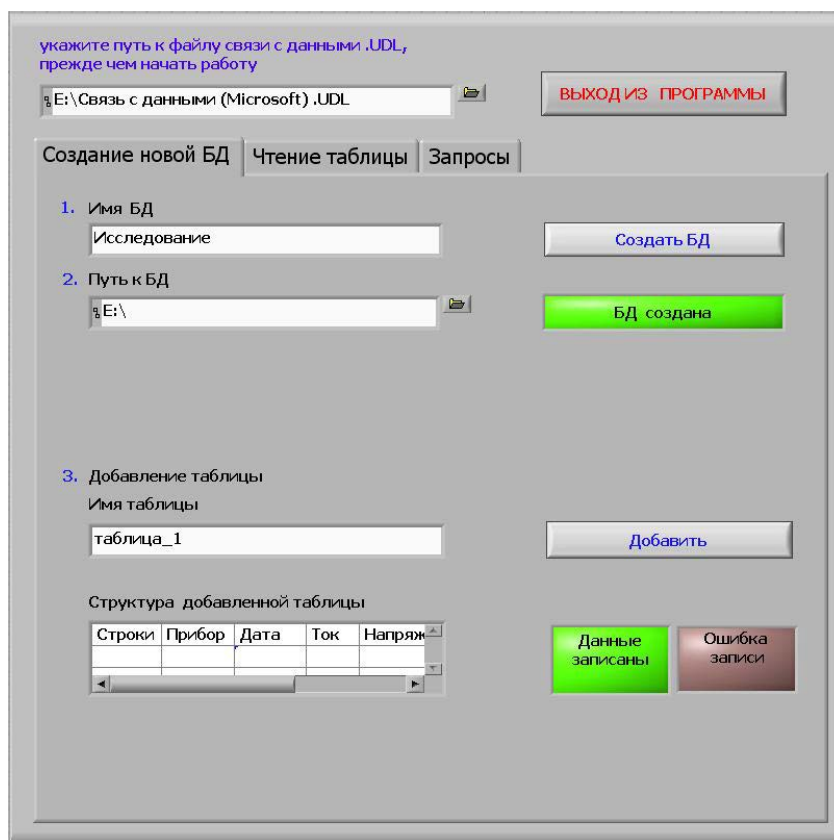 укажите путь к файлу связи с данными .UDL,
прежде чем начать работу
E:\Связь с данными (Microsoft) .UDL
ВЫХОД ИЗ ПРОГРАММЫ
Создание новой БД Чтение таблицы Запросы
1. Имя БД
Исследование
Создать БД
2. Путь к БД
E:\
БД создана
3. Добавление таблицы
Имя таблицы
таблица_1
Добавить
Структура добавленной таблицы
Строки Прибор Дата Ток Напряж
Данные
записаны
Ошибка
записи